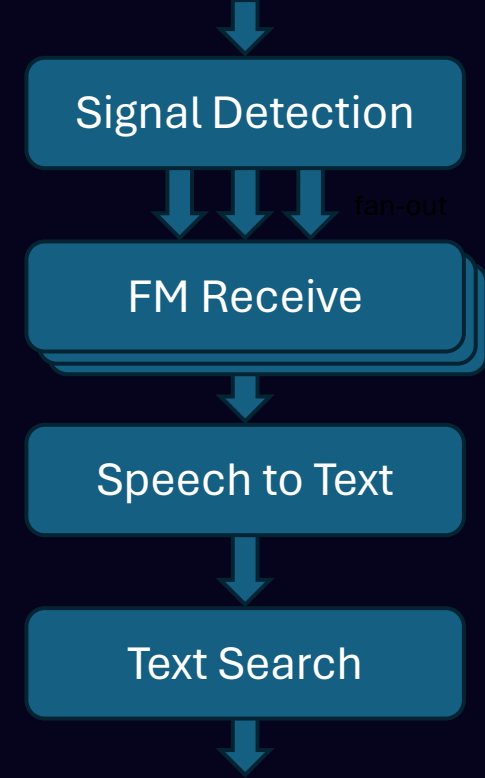 Signal Detection
fan-out
FM Receive
Speech to Text
Text Search